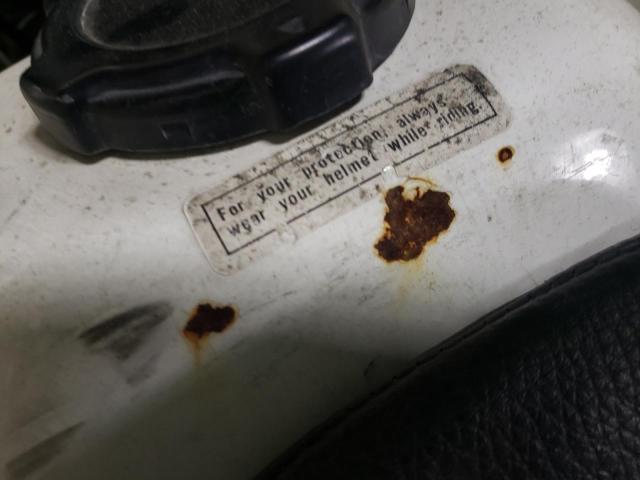 For your protection, always
wear your helmet while riding.